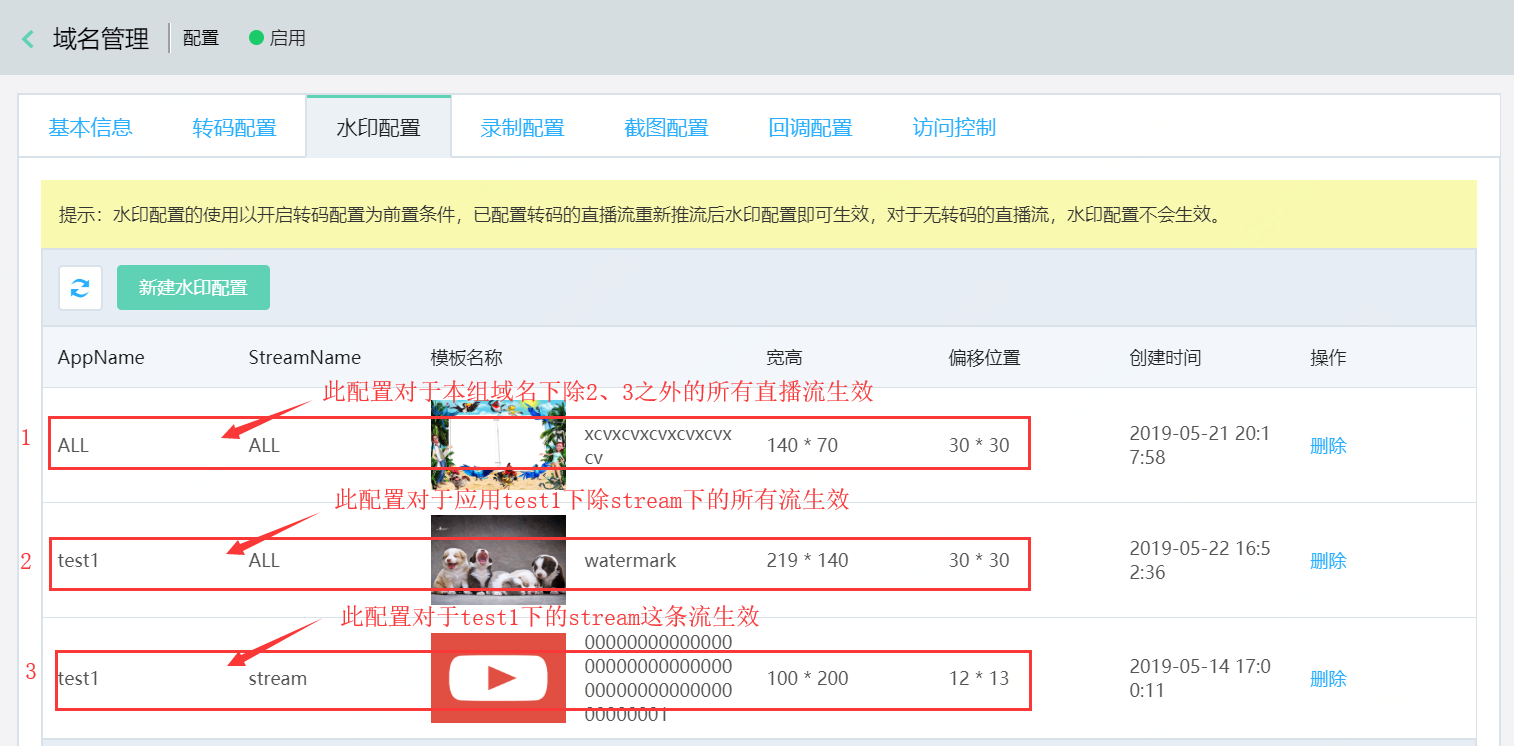 域名管理 配置 启用
基本信息 转码配置 水印配置 录制配置 截图配置 回调配置 访问控制
提示：水印配置的使用以开启转码配置为前置条件，已配置转码的直播流重新推流后水印配置即可生效，对于无转码的直播流，水印配置不会生效。
新建水印配置
AppName StreamName 模板名称 宽高 偏移位置 创建时间 操作
此配置对于本组域名下除2、3之外的所有直播流生效
1 ALL ALL xcvxcvxcvxcvxcvx 140 * 70 30 * 30 2019-05-21 20:1 删除
cv 7:58
此配置对于应用test1下除stream下的所有流生效
2 test1 ALL watermark 219 * 140 30 * 30 2019-05-22 16:5 删除
2:36
此配置对于test1下的stream这条流生效
00000000000000
3 test1 stream 00000000000000 100 * 200 12 * 13 2019-05-14 17:0 删除
00000000000000 0:11
00000001